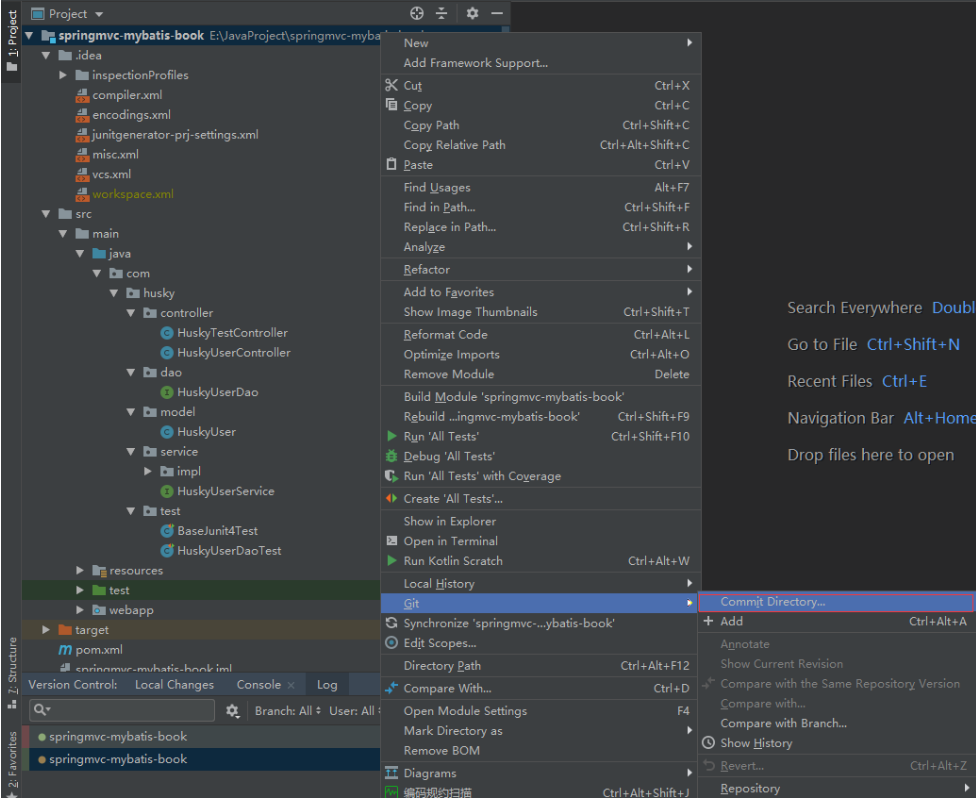 1: Project
Project
springmvc-mybatis-book E:\JavaProject\springmvc-myba
.idea
inspectionProfiles
compiler.xml
encodings.xml
junitgenerator-prj-settings.xml
misc.xml
vcs.xml
workspace.xml
src
main
java
com
husky
controller
HuskyTestController
HuskyUserController
dao
HuskyUserDao
model
HuskyUser
service
impl
HuskyUserService
test
BaseJunit4Test
HuskyUserDaoTest
resources
test
webapp
target
pom.xml
springmvc-mybatis-book.iml
Z: Structure
2: Favorites
Version Control: Local Changes Console × Log
Branch: All User: All
springmvc-mybatis-book
springmvc-mybatis-book
New
Add Framework Support...
Cut Ctrl+X
Copy Ctrl+C
Copy Path Ctrl+Shift+C
Copy Relative Path Ctrl+Alt+Shift+C
Paste Ctrl+V
Find Usages Alt+F7
Find in Path... Ctrl+Shift+F
Replace in Path... Ctrl+Shift+R
Analyze
Refactor
Add to Favorites
Show Image Thumbnails Ctrl+Shift+T
Reformat Code Ctrl+Alt+L
Optimize Imports Ctrl+Alt+O
Remove Module Delete
Build Module 'springmvc-mybatis-book'
Rebuild ...ingmvc-mybatis-book' Ctrl+Shift+F9
Run 'All Tests' Ctrl+Shift+F10
Debug 'All Tests'
Run 'All Tests' with Coverage
Create 'All Tests'...
Show in Explorer
Open in Terminal
Run Kotlin Scratch Ctrl+Alt+W
Local History
Git
Synchronize 'springmvc-...ybatis-book'
Edit Scopes...
Directory Path Ctrl+Alt+F12
Compare With... Ctrl+D
Open Module Settings F4
Mark Directory as
Remove BOM
Diagrams
编码规约扫描 Ctrl+Alt+Shift+J
Search Everywhere Doubl
Go to File Ctrl+Shift+N
Recent Files Ctrl+E
Navigation Bar Alt+Home
Drop files here to open
Commit Directory...
Add Ctrl+Alt+A
Annotate
Show Current Revision
Compare with the Same Repository Version
Compare with...
Compare with Branch...
Show History
Revert... Ctrl+Alt+Z
Repository